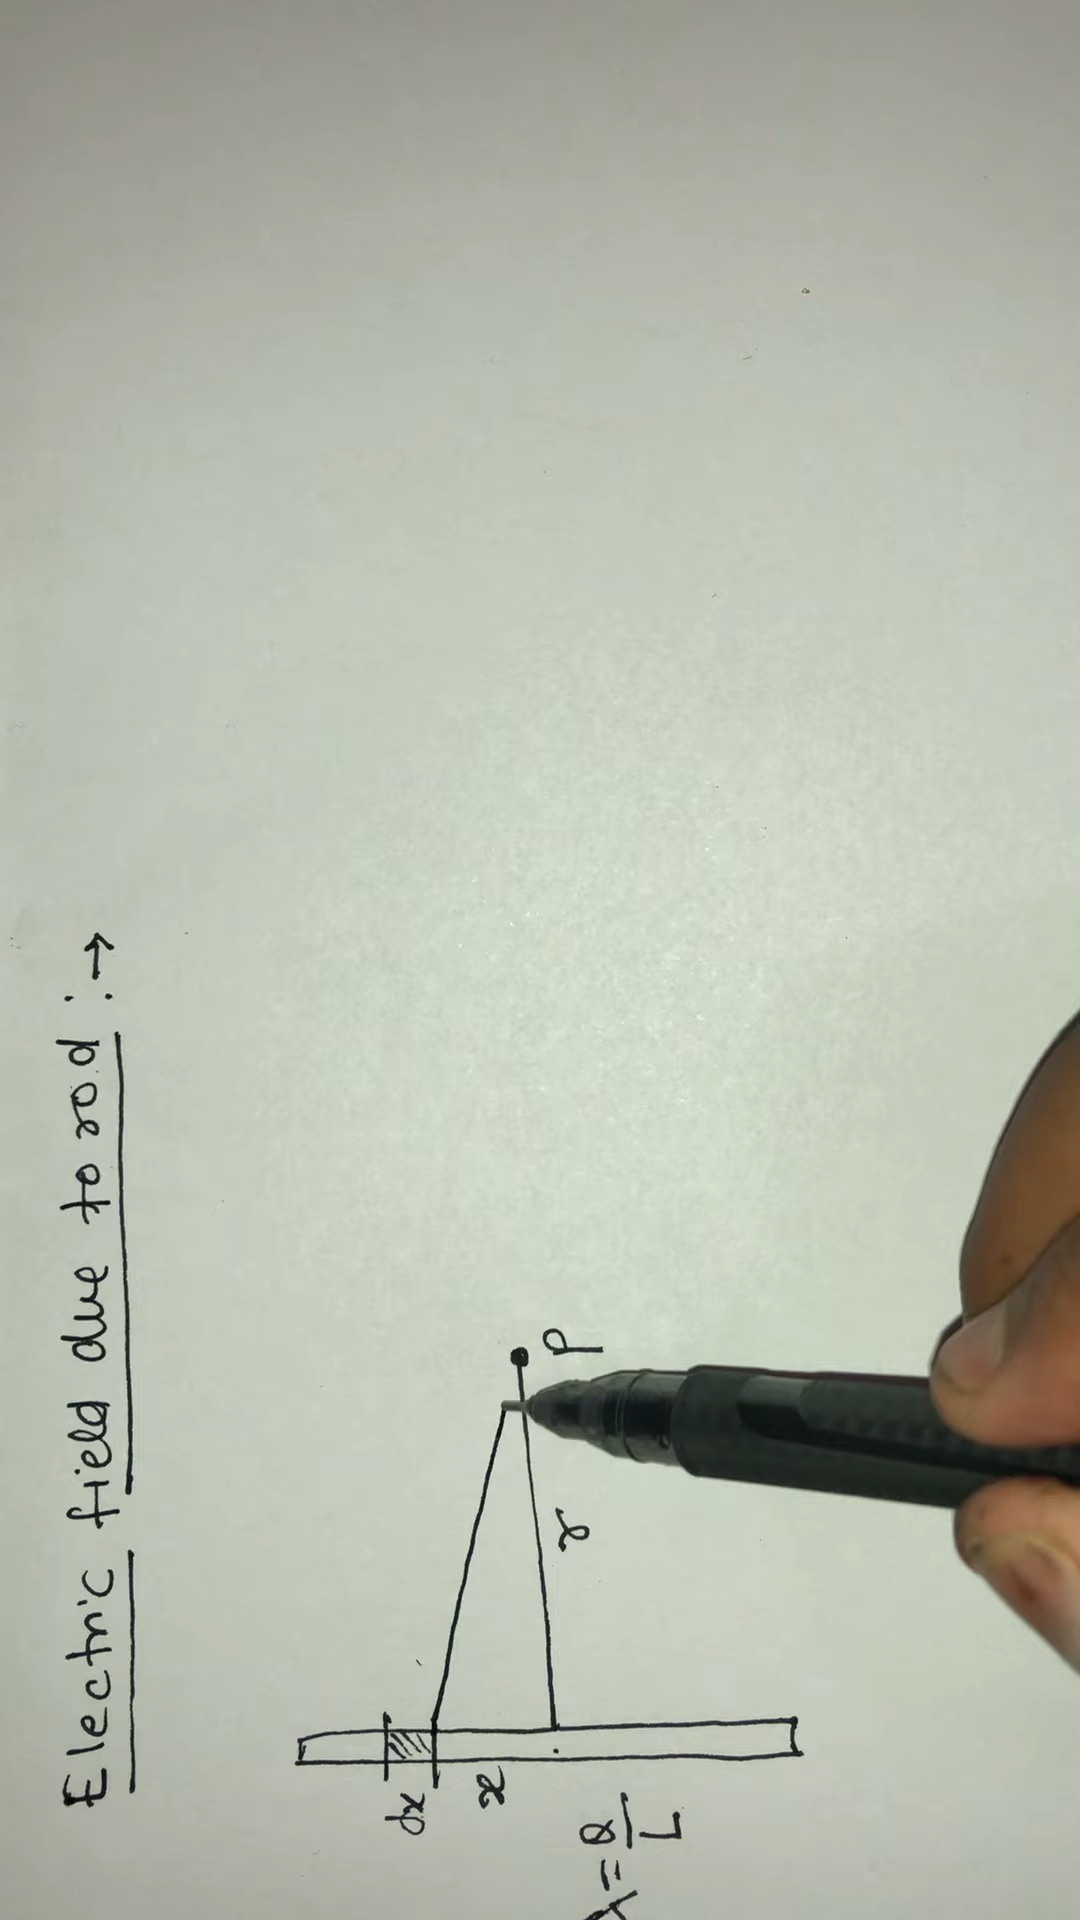 Electric field due to rod :→
dx
x
r
P
λ = Q/L